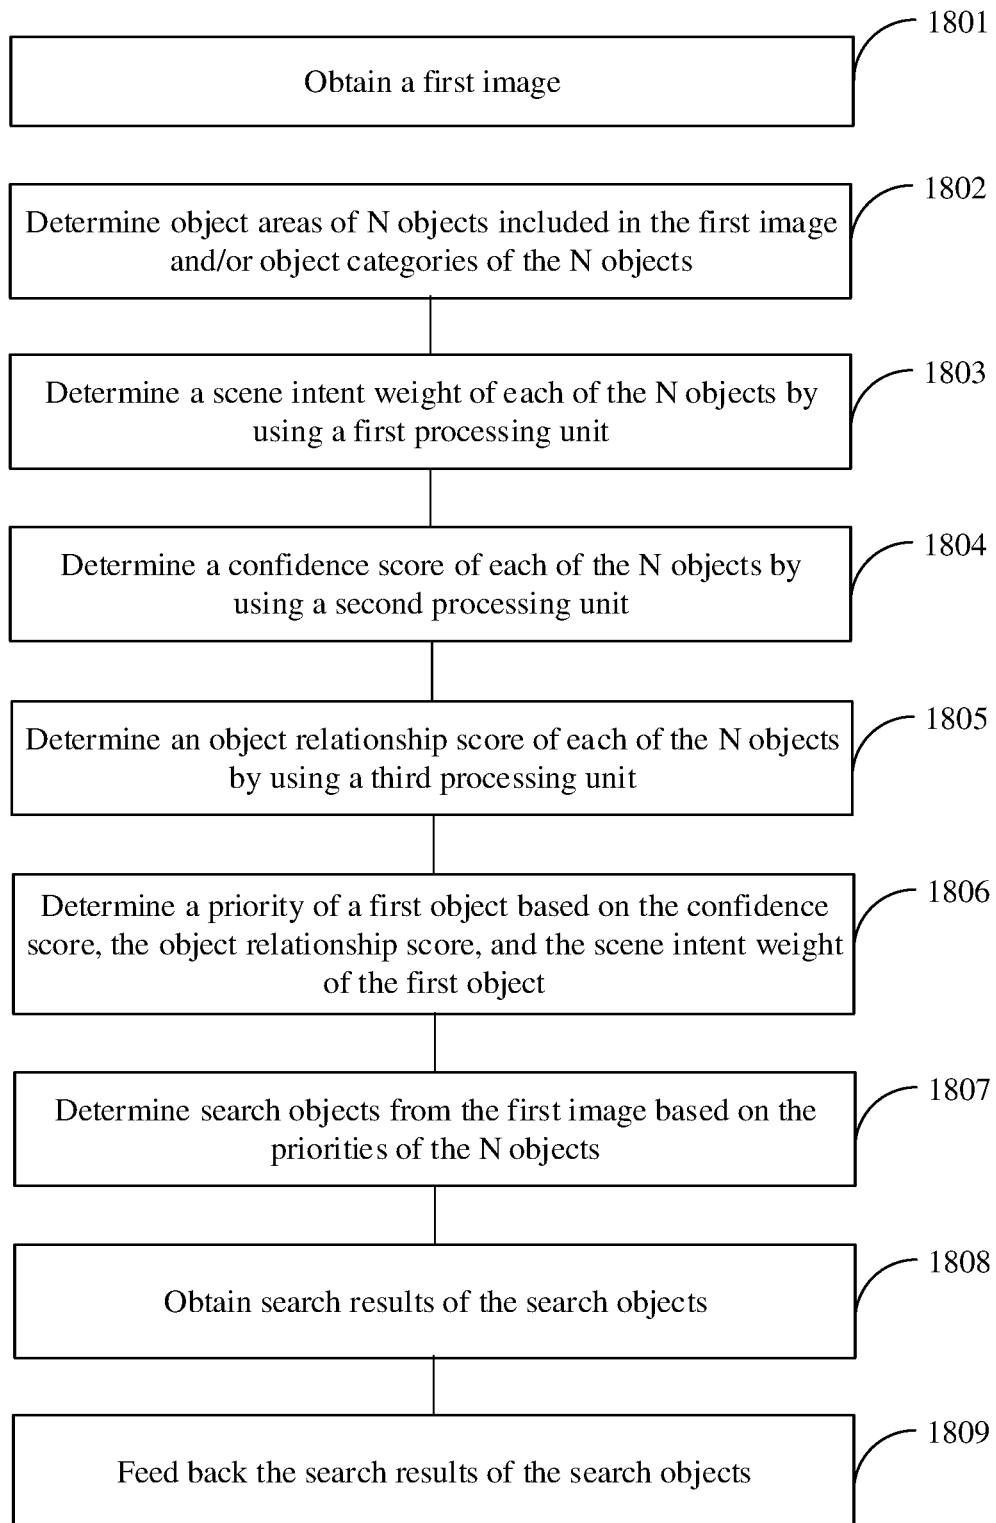 1801
Obtain a first image
1802
Determine object areas of N objects included in the first image
and/or object categories of the N objects
1803
Determine a scene intent weight of each of the N objects by
using a first processing unit
1804
Determine a confidence score of each of the N objects by
using a second processing unit
1805
Determine an object relationship score of each of the N objects
by using a third processing unit
1806
Determine a priority of a first object based on the confidence
score, the object relationship score, and the scene intent weight
of the first object
1807
Determine search objects from the first image based on the
priorities of the N objects
1808
Obtain search results of the search objects
1809
Feed back the search results of the search objects